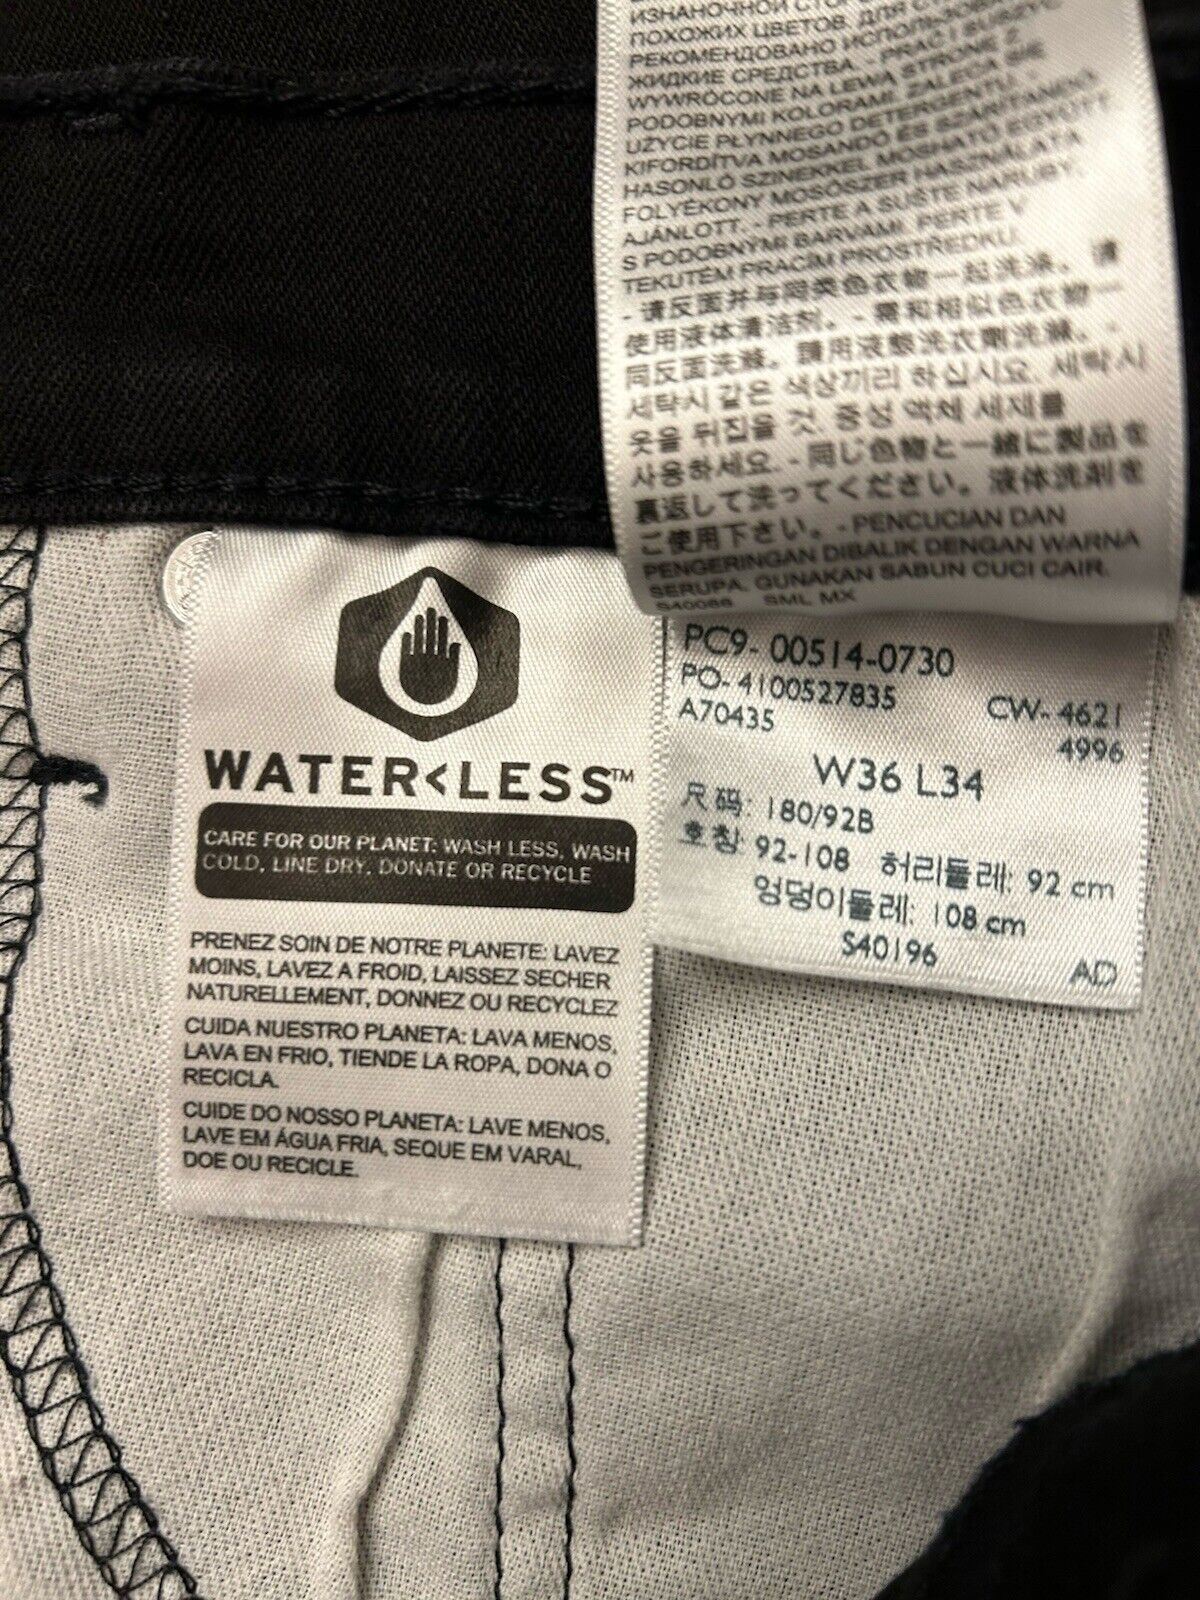 ИЗНАНОЧНОЙ
ПОХОЖИХ ЦВЕТОВ. ДЛЯ
РЕКОМЕНДОВАНО ИСПОЛЬЗОВ
ЖИДКИЕ СРЕДСТВА. - PRAĆ I SUSZYĆ
WYWRÓCONE NA LEWĄ STRONĘ Z
PODOBNYMI KOLORAMI. ZALECA SIĘ
UŻYCIE PŁYNNEGO DETERGENTU. -
KIFORDÍTVA MOSANDÓ ÉS SZÁRÍTANDÓ.
HASONLÓ SZÍNEKKEL MOSHATÓ EGYÜTT.
FOLYÉKONY MOSÓSZER HASZNÁLATA
AJÁNLOTT. - PERTE A SUŠTE NARUBY.
S PODOBNÝMI BARVAMI. PERTE V
TEKUTÉM PRACÍM PROSTŘEDKU.
- 请反面并与同类色衣物一起洗涤。请
使用液体清洁剂。 - 需和相似色衣物一
同反面洗滌。請用液態洗衣劑洗滌。 -
세탁시 같은 색상끼리 하십시요. 세탁시
옷을 뒤집을 것 중성 액체 세제를
사용하세요. - 同じ色物と一緒に製品を
裏返して洗ってください。液体洗剤を
ご使用下さい。 - PENCUCIAN DAN
PENGERINGAN DIBALIK DENGAN WARNA
SERUPA. GUNAKAN SABUN CUCI CAIR.
S40066 SML MX
WATER<LESS™
CARE FOR OUR PLANET: WASH LESS, WASH
COLD, LINE DRY, DONATE OR RECYCLE
PRENEZ SOIN DE NOTRE PLANETE: LAVEZ
MOINS, LAVEZ A FROID, LAISSEZ SECHER
NATURELLEMENT, DONNEZ OU RECYCLEZ
CUIDA NUESTRO PLANETA: LAVA MENOS,
LAVA EN FRIO, TIENDE LA ROPA, DONA O
RECICLA.
CUIDE DO NOSSO PLANETA: LAVE MENOS,
LAVE EM ÁGUA FRIA, SEQUE EM VARAL,
DOE OU RECICLE.
PC9- 00514-0730
PO- 4100527835 CW- 4621
A70435 4996
W36 L34
尺码: 180/92B
호칭: 92-108 허리둘레: 92 cm
엉덩이둘레: 108 cm
S40196
AD